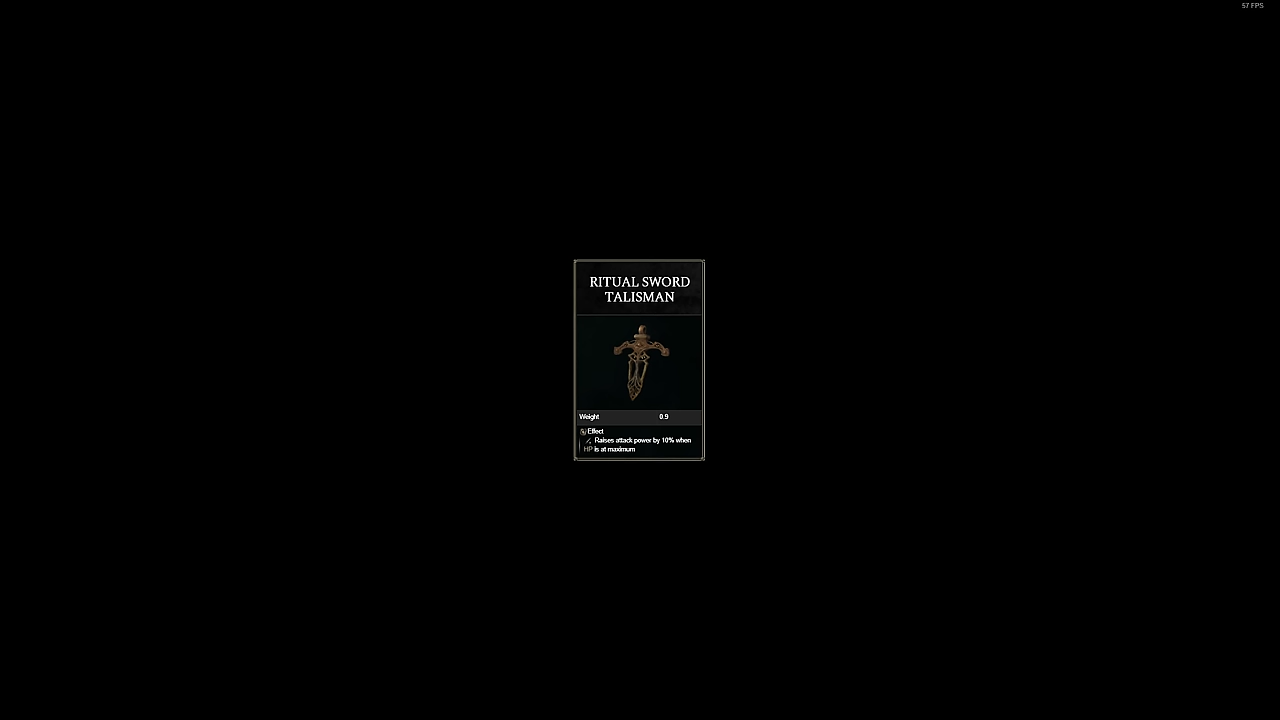 57 FPS
RITUAL SWORD
TALISMAN
Weight 0.9
Effect
Raises attack power by 10% when
HP is at maximum